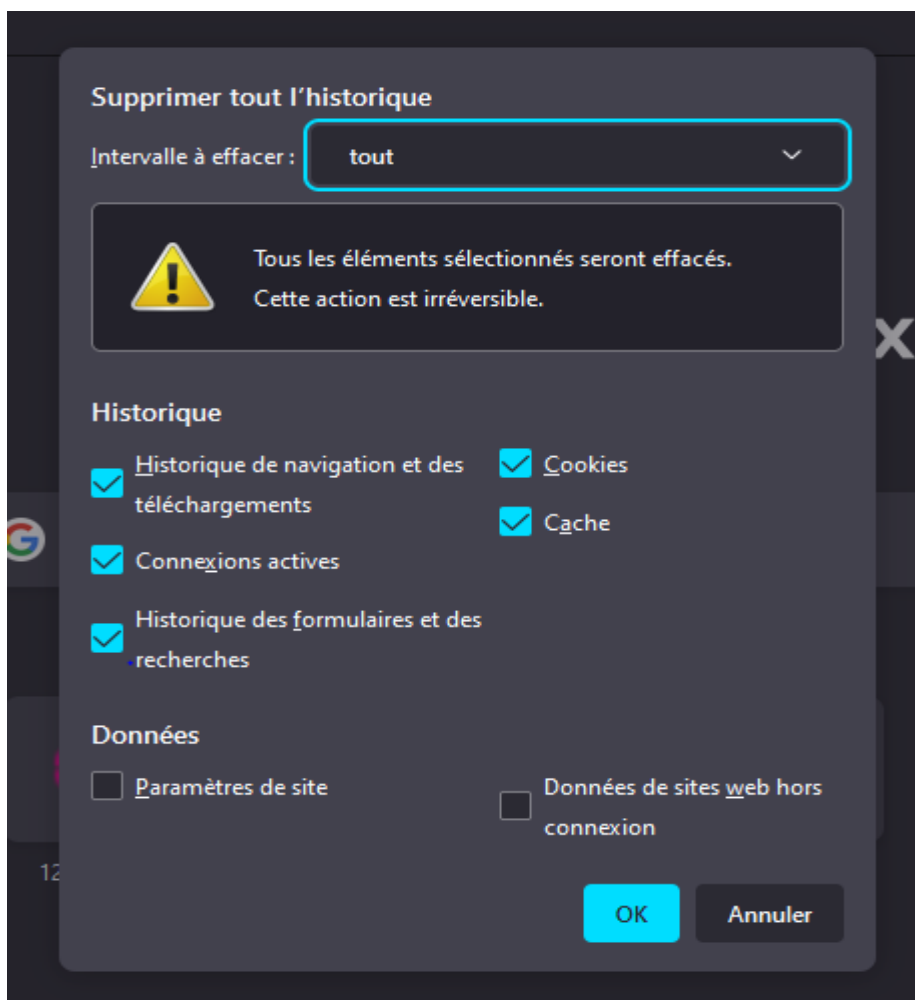 Supprimer tout l’historique
Intervalle à effacer : tout
Tous les éléments sélectionnés seront effacés.
Cette action est irréversible.
x
Historique
Historique de navigation et des
téléchargements
Cookies
Cache
G
Connexions actives
Historique des formulaires et des
recherches
Données
Paramètres de site
Données de sites web hors
connexion
12
OK
Annuler